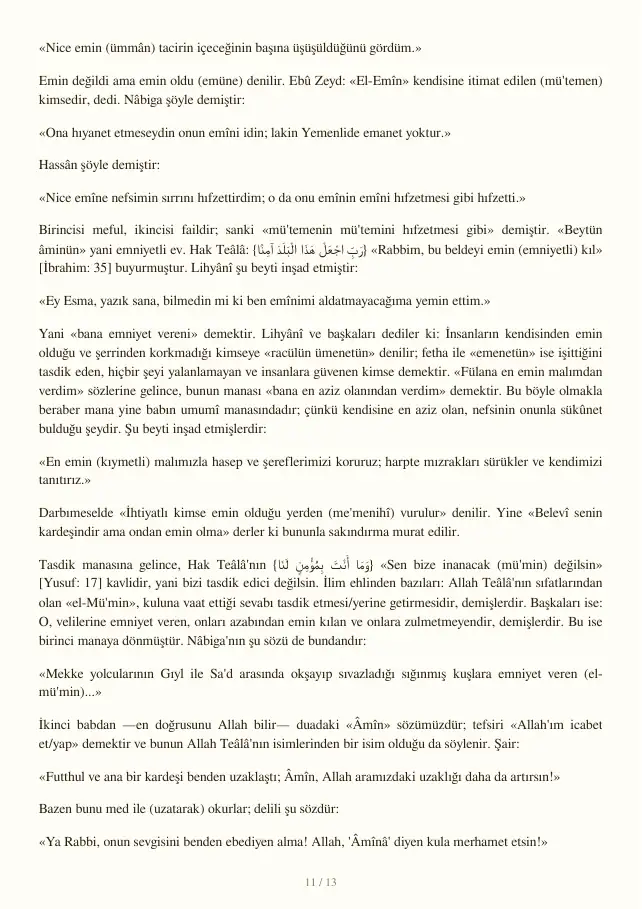 «Nice emin (ümmân) tacirin içeceğinin başına üşüşüldüğünü gördüm.»
Emin değildi ama emin oldu (emüne) denilir. Ebû Zeyd: «El-Emîn» kendisine itimat edilen (mü'temen)
kimsedir, dedi. Nâbiga şöyle demiştir:
«Ona hıyanet etmeseydin onun emîni idin; lakin Yemenlide emanet yoktur.»
Hassân şöyle demiştir:
«Nice emîne nefsimin sırrını hıfzettirdim; o da onu emînin emîni hıfzetmesi gibi hıfzetti.»
Birincisi meful, ikincisi faildir; sanki «mü'temenin mü'temini hıfzetmesi gibi» demiştir. «Beytün
âminün» yani emniyetli ev. Hak Teâlâ: {رَبِّ اجْعَلْ هَذَا الْبَلَدَ آمِنًا} «Rabbim, bu beldeyi emin (emniyetli) kıl»
[İbrahim: 35] buyurmuştur. Lihyânî şu beyti inşad etmiştir:
«Ey Esma, yazık sana, bilmedin mi ki ben emînimi aldatmayacağıma yemin ettim.»
Yani «bana emniyet vereni» demektir. Lihyânî ve başkaları dediler ki: İnsanların kendisinden emin
olduğu ve şerrinden korkmadığı kimseye «racülün ümenetün» denilir; fetha ile «emenetün» ise işittiğini
tasdik eden, hiçbir şeyi yalanlamayan ve insanlara güvenen kimse demektir. «Fülana en emin malımdan
verdim» sözlerine gelince, bunun manası «bana en aziz olanından verdim» demektir. Bu böyle olmakla
beraber mana yine babın umumî manasındadır; çünkü kendisine en aziz olan, nefsinin onunla sükûnet
bulduğu şeydir. Şu beyti inşad etmişlerdir:
«En emin (kıymetli) malımızla hasep ve şereflerimizi koruruz; harpte mızrakları sürükler ve kendimizi
tanıtırız.»
Darbımeselde «İhtiyatlı kimse emin olduğu yerden (me'menihî) vurulur» denilir. Yine «Belevî senin
kardeşindir ama ondan emin olma» derler ki bununla sakındırma murat edilir.
Tasdik manasına gelince, Hak Teâlâ'nın {وَمَا أَنْتَ بِمُؤْمِنٍ لَنَا} «Sen bize inanacak (mü'min) değilsin»
[Yusuf: 17] kavlidir, yani bizi tasdik edici değilsin. İlim ehlinden bazıları: Allah Teâlâ'nın sıfatlarından
olan «el-Mü'min», kuluna vaat ettiği sevabı tasdik etmesi/yerine getirmesidir, demişlerdir. Başkaları ise:
O, velilerine emniyet veren, onları azabından emin kılan ve onlara zulmetmeyendir, demişlerdir. Bu ise
birinci manaya dönmüştür. Nâbiga'nın şu sözü de bundandır:
«Mekke yolcularının Gıyl ile Sa'd arasında okşayıp sıvazladığı sığınmış kuşlara emniyet veren (el-
mü'min)...»
İkinci babdan —en doğrusunu Allah bilir— duadaki «Âmîn» sözümüzdür; tefsiri «Allah'ım icabet
et/yap» demektir ve bunun Allah Teâlâ'nın isimlerinden bir isim olduğu da söylenir. Şair:
«Futthul ve ana bir kardeşi benden uzaklaştı; Âmîn, Allah aramızdaki uzaklığı daha da artırsın!»
Bazen bunu med ile (uzatarak) okurlar; delili şu sözdür:
«Ya Rabbi, onun sevgisini benden ebediyen alma! Allah, 'Âmînâ' diyen kula merhamet etsin!»
11 / 13